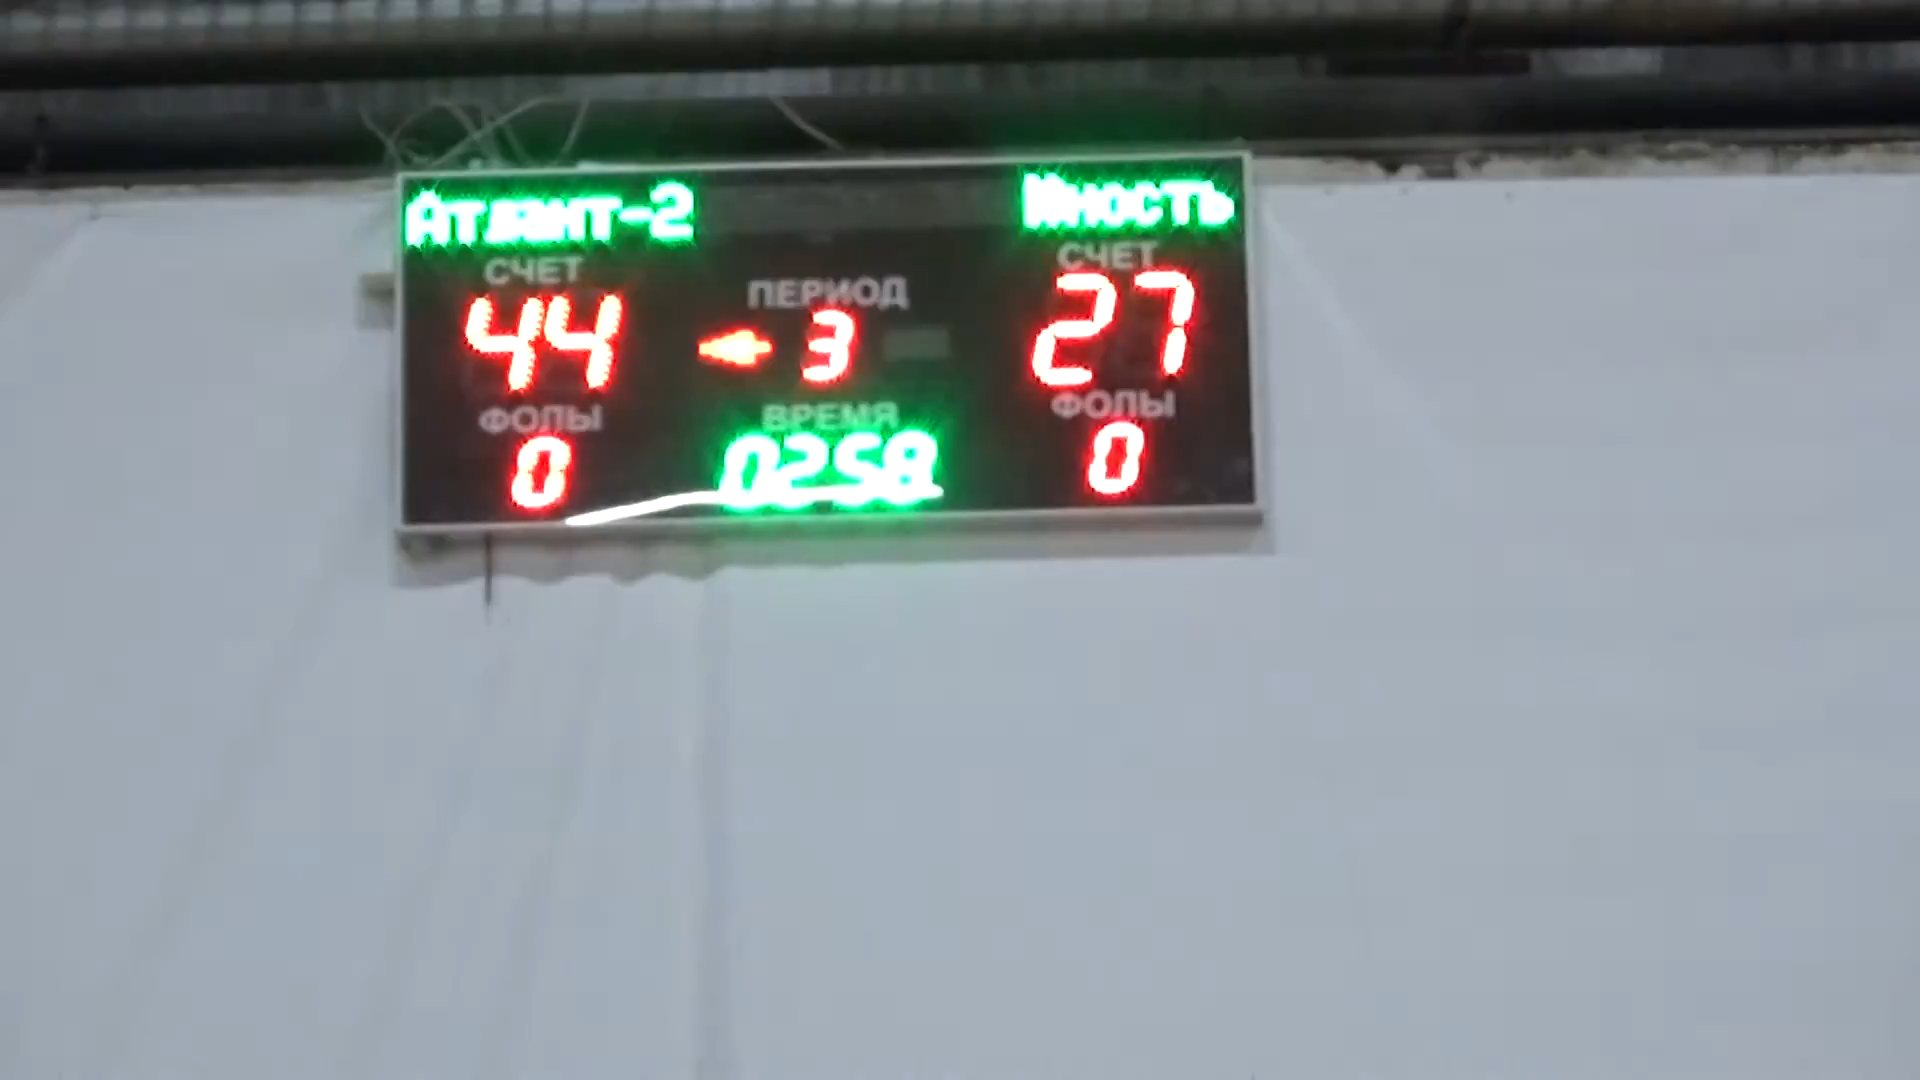 Атлант-2 Юность
СЧЕТ ПЕРИОД СЧЕТ
44 3 27
ФОЛЫ ВРЕМЯ ФОЛЫ
0 0258 0